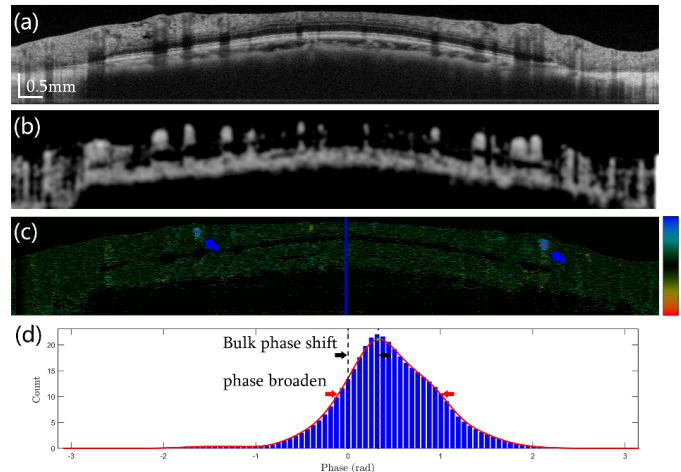 (a)
0.5mm
(b)
(c)
(d)
Bulk phase shift
phase broaden
Count
20
15
10
5
0
-3 -2 -1 0 1 2 3
Phase (rad)